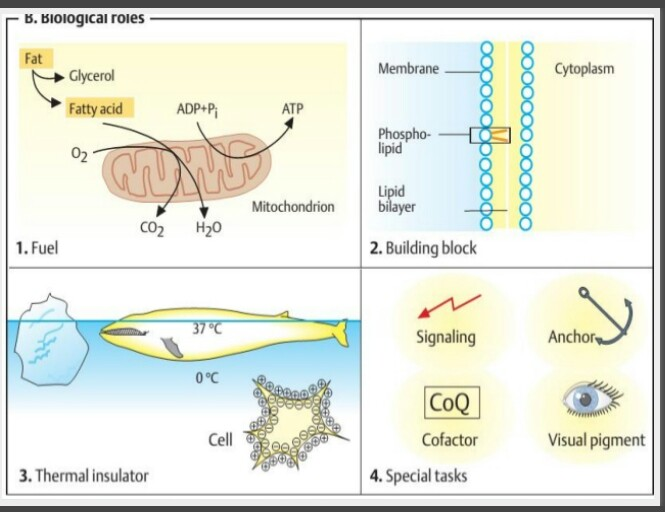 B. Biological roles
Fat
Glycerol
Fatty acid
ADP+Pi
ATP
O2
Mitochondrion
CO2
H2O
1. Fuel
Membrane
Cytoplasm
Phospho-
lipid
Lipid
bilayer
2. Building block
37 °C
0 °C
Cell
3. Thermal insulator
Signaling
Anchor
CoQ
Cofactor
Visual pigment
4. Special tasks